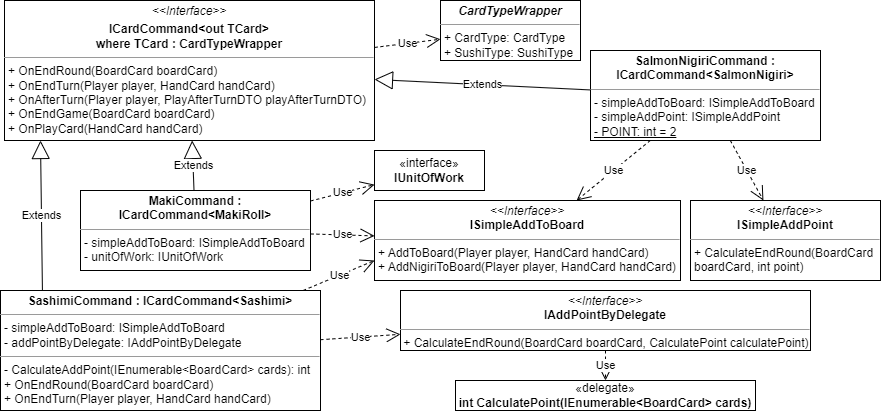 <<Interface>>
ICardCommand<out TCard>
where TCard : CardTypeWrapper
+ OnEndRound(BoardCard boardCard)
+ OnEndTurn(Player player, HandCard handCard)
+ OnAfterTurn(Player player, PlayAfterTurnDTO playAfterTurnDTO)
+ OnEndGame(BoardCard boardCard)
+ OnPlayCard(HandCard handCard)
Use
CardTypeWrapper
+ CardType: CardType
+ SushiType: SushiType
SalmonNigiriCommand :
ICardCommand<SalmonNigiri>
- simpleAddToBoard: ISimpleAddToBoard
- simpleAddPoint: ISimpleAddPoint
- POINT: int = 2
Extends
Extends
Extends
Use
Use
MakiCommand :
ICardCommand<MakiRoll>
- simpleAddToBoard: ISimpleAddToBoard
- unitOfWork: IUnitOfWork
Use
Use
«interface»
IUnitOfWork
<<Interface>>
ISimpleAddToBoard
+ AddToBoard(Player player, HandCard handCard)
+ AddNigiriToBoard(Player player, HandCard handCard)
<<Interface>>
ISimpleAddPoint
+ CalculateEndRound(BoardCard
boardCard, int point)
Use
SashimiCommand : ICardCommand<Sashimi>
- simpleAddToBoard: ISimpleAddToBoard
- addPointByDelegate: IAddPointByDelegate
- CalculateAddPoint(IEnumerable<BoardCard> cards): int
+ OnEndRound(BoardCard boardCard)
+ OnEndTurn(Player player, HandCard handCard)
Use
<<Interface>>
IAddPointByDelegate
+ CalculateEndRound(BoardCard boardCard, CalculatePoint calculatePoint)
Use
«delegate»
int CalculatePoint(IEnumerable<BoardCard> cards)